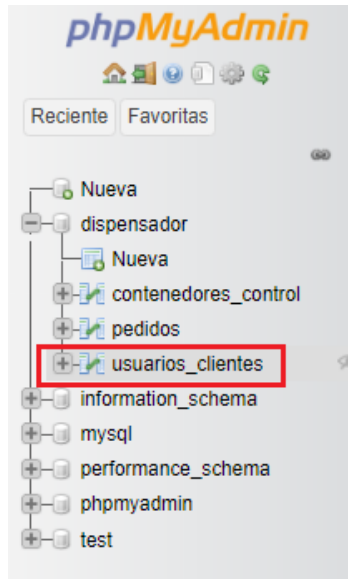 phpMyAdmin
Reciente Favoritas
Nueva
dispensador
Nueva
contenedores_control
pedidos
usuarios_clientes
information_schema
mysql
performance_schema
phpmyadmin
test